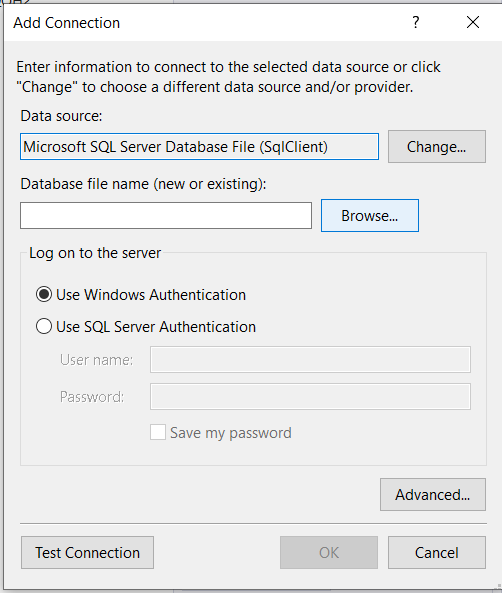 Add Connection
?
Enter information to connect to the selected data source or click
"Change" to choose a different data source and/or provider.
Data source:
Microsoft SQL Server Database File (SqlClient)
Change...
Database file name (new or existing):
Browse...
Log on to the server
Use Windows Authentication
Use SQL Server Authentication
User name:
Password:
Save my password
Advanced...
Test Connection
OK
Cancel